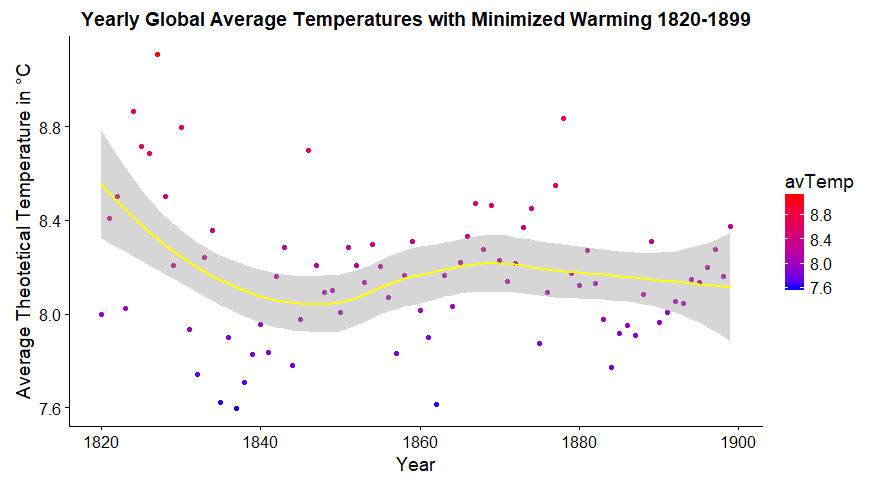 Yearly Global Average Temperatures with Minimized Warming 1820-1899
Average Theotetical Temperature in °C
8.8
8.4
8.0
7.6
1820 1840 1860 1880 1900
Year
avTemp
8.8
8.4
8.0
7.6